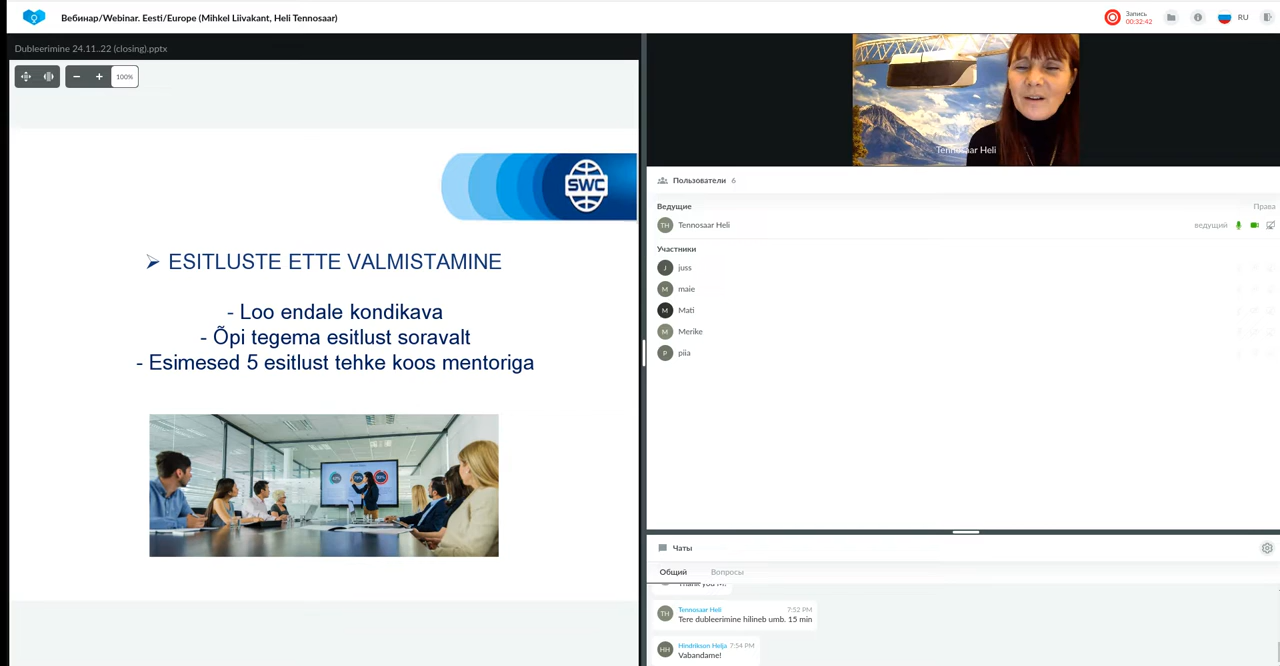 Вебинар/Webinar. Eesti/Europe (Mihkel Liivakant, Heli Tennosaar)
Запись
00:32:42
RU
Dubleerimine 24.11..22 (closing).pptx
100%
SWC
➢ ESITLUSTE ETTE VALMISTAMINE
- Loo endale kondikava
- Õpi tegema esitlust soravalt
- Esimesed 5 esitlust tehke koos mentoriga
Tennosaar Heli
Пользователи 6
Ведущие Права
TH Tennosaar Heli ведущий
Участники
J juss
M maie
M Mati
M Merike
P piia
Чаты
Общий Вопросы
Thank you M!
TH Tennosaar Heli 7:52 PM
Tere dubleerimine hilineb umb. 15 min
HH Hindrikson Helja 7:54 PM
Vabandame!